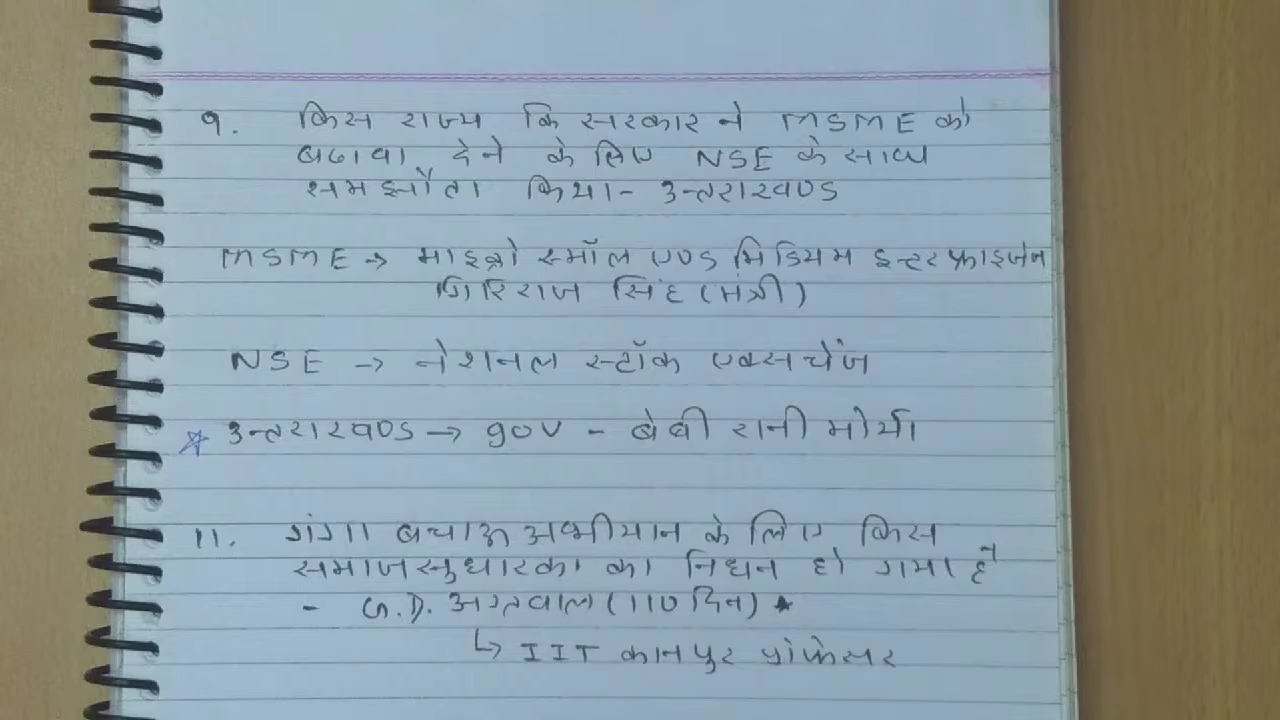 9. किस राज्य कि सरकार ने MSME को
बढावा देने के लिए NSE के साथ
समझौता किया- उत्तराखण्ड
MSME → माइक्रो स्मॉल एण्ड मिडियम इन्टरप्राइजेज
गिरिराज सिंह (मंत्री)
NSE → नेशनल स्टॉक एक्सचेंज
☆ उत्तराखण्ड → gov - बेबी रानी मोर्या
11. गंगा बचाऊ अभीयान के लिए किस
समाजसुधारका का निधन हो गया है
- G.D. अग्रवाल (110 दिन) ★
↳ IIT कानपुर प्रोफेसर